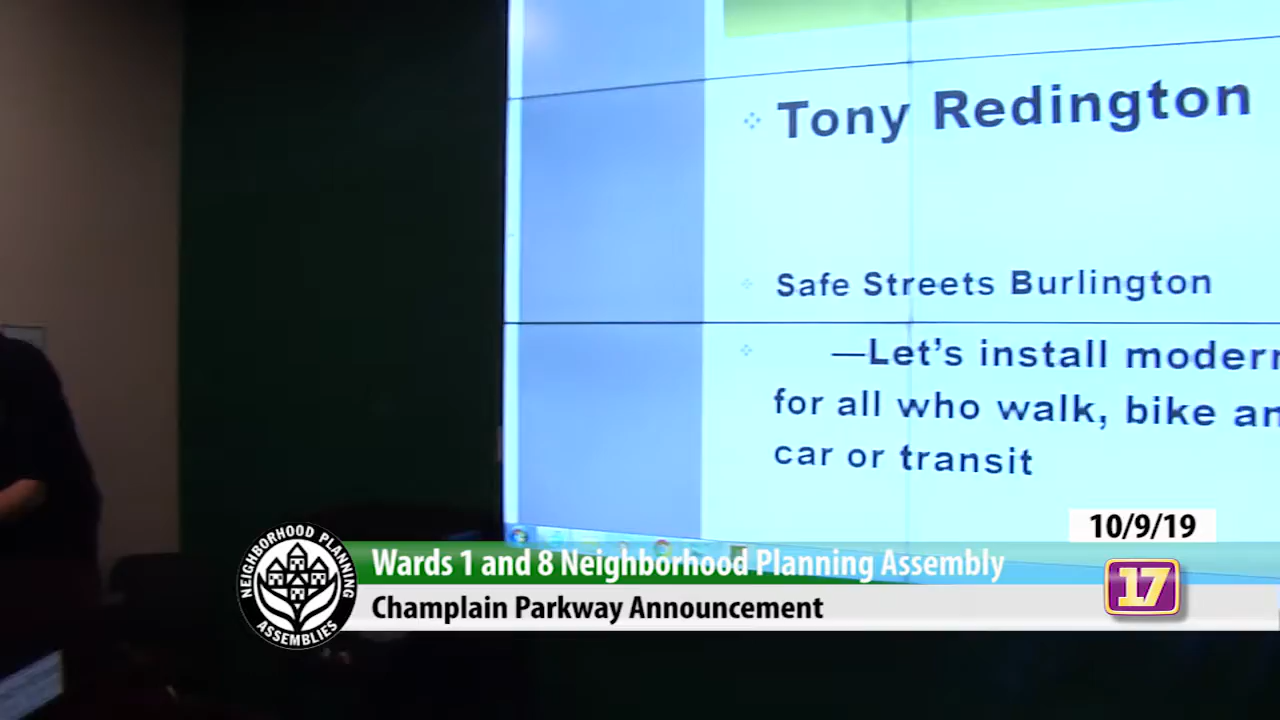 Tony Redington
Safe Streets Burlington
—Let's install modern
for all who walk, bike an
car or transit
10/9/19
Wards 1 and 8 Neighborhood Planning Assembly
17
Champlain Parkway Announcement
NEIGHBORHOOD PLANNING
ASSEMBLIES